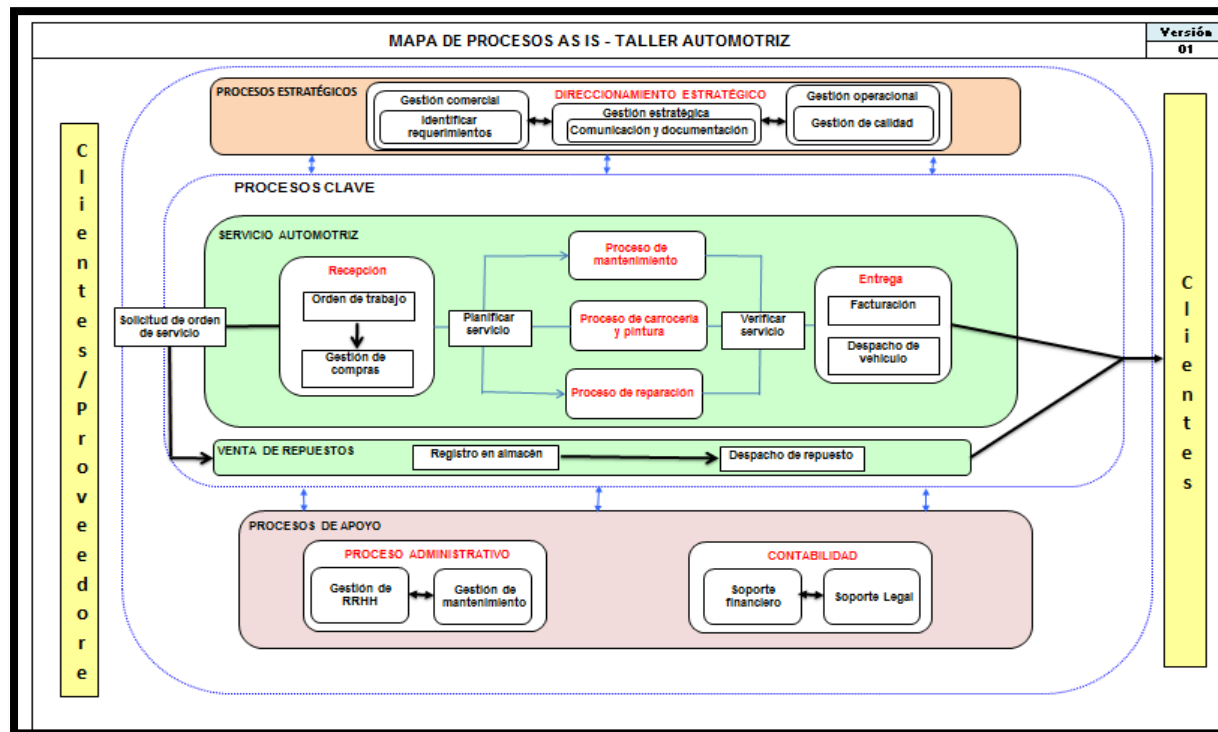 MAPA DE PROCESOS AS IS - TALLER AUTOMOTRIZ
Versión
01
PROCESOS ESTRATÉGICOS
DIRECCIONAMIENTO ESTRATÉGICO
Gestión comercial
Identificar
requerimientos
Gestión estratégica
Comunicación y documentación
Gestión operacional
Gestión de calidad
Clientes/Proveedore
PROCESOS CLAVE
SERVICIO AUTOMOTRIZ
Solicitud de orden
de servicio
Recepción
Orden de trabajo
Gestión de
compras
Planificar
servicio
Proceso de
mantenimiento
Proceso de carrocería
y pintura
Proceso de reparación
Verificar
servicio
Entrega
Facturación
Despacho de
vehículo
VENTA DE REPUESTOS
Registro en almacén
Despacho de repuesto
Clientes
PROCESOS DE APOYO
PROCESO ADMINISTRATIVO
Gestión de
RRHH
Gestión de
mantenimiento
CONTABILIDAD
Soporte
financiero
Soporte Legal